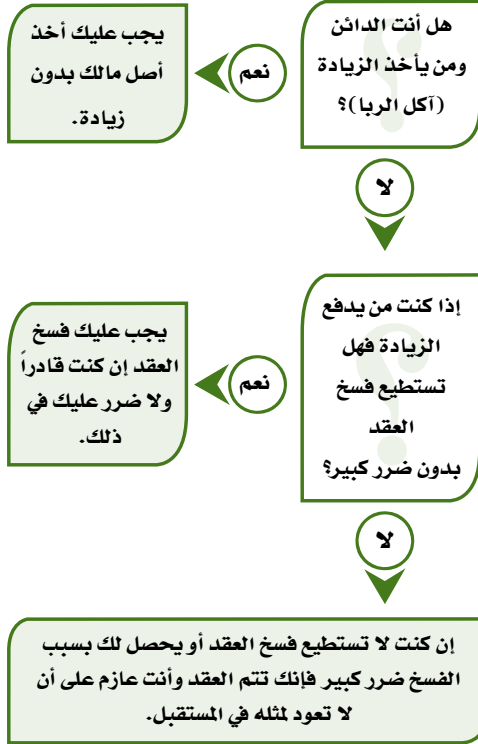 هل أنت الدائن
ومن يأخذ الزيادة
(آكل الربا)؟
نعم
يجب عليك أخذ
أصل مالك بدون
زيادة.
لا
إذا كنت من يدفع
الزيادة فهل
تستطيع فسخ
العقد
بدون ضرر كبير؟
نعم
يجب عليك فسخ
العقد إن كنت قادراً
ولا ضرر عليك في
ذلك.
لا
إن كنت لا تستطيع فسخ العقد أو يحصل لك بسبب
الفسخ ضرر كبير فإنك تتم العقد وأنت عازم على أن
لا تعود لمثله في المستقبل.